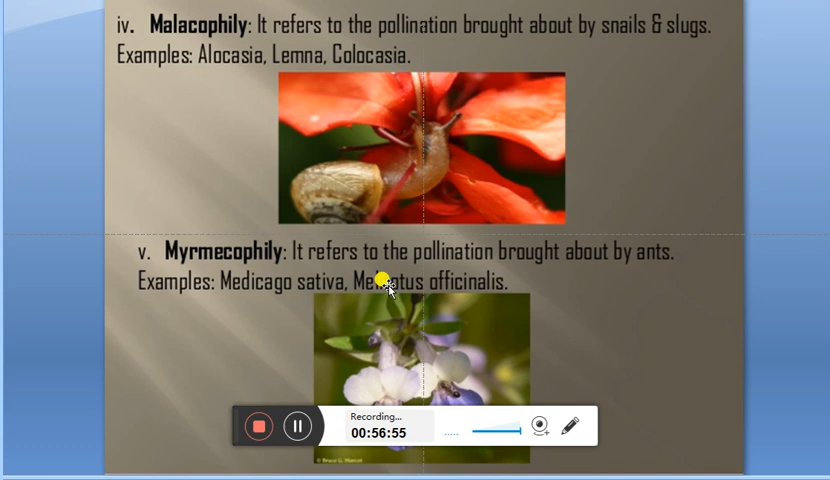 iv. Malacophily: It refers to the pollination brought about by snails & slugs.
Examples: Alocasia, Lemna, Colocasia.
v. Myrmecophily: It refers to the pollination brought about by ants.
Examples: Medicago sativa, officinalis.
Recording...
00:56:55